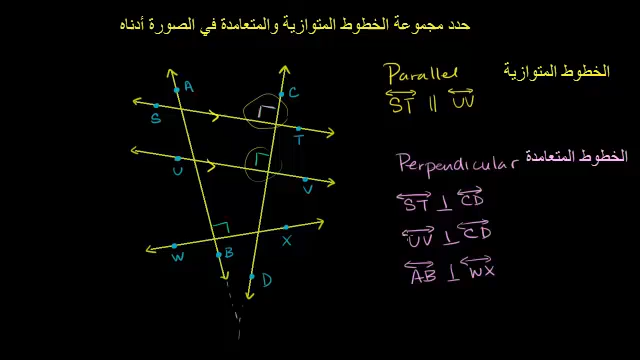 حدد مجموعة الخطوط المتوازية والمتعامدة في الصورة أدناه
Parallel الخطوط المتوازية
ST || UV
Perpendicular الخطوط المتعامدة
ST ⊥ CD
UV ⊥ CD
AB ⊥ WX
A
C
S
T
U
V
X
W
B
D